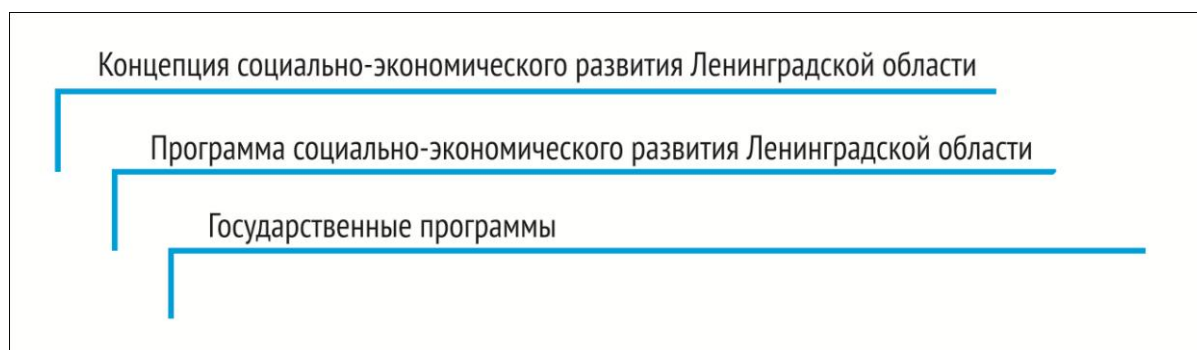 Концепция социально-экономического развития Ленинградской области
Программа социально-экономического развития Ленинградской области
Государственные программы